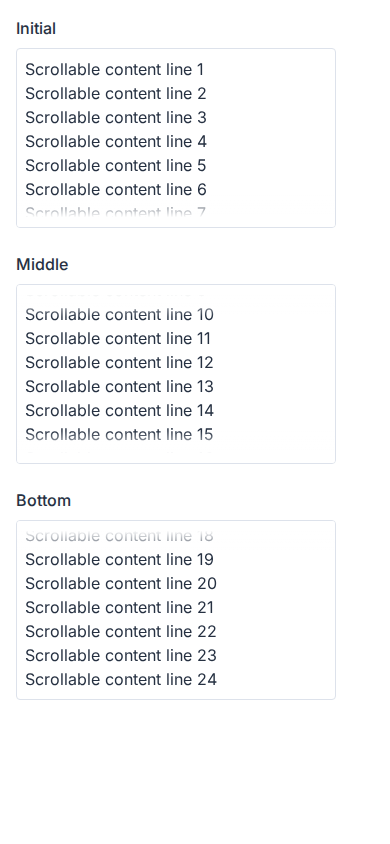 Initial
Scrollable content line 1
Scrollable content line 2
Scrollable content line 3
Scrollable content line 4
Scrollable content line 5
Scrollable content line 6
Scrollable content line 7
Middle
Scrollable content line 10
Scrollable content line 11
Scrollable content line 12
Scrollable content line 13
Scrollable content line 14
Scrollable content line 15
Bottom
Scrollable content line 18
Scrollable content line 19
Scrollable content line 20
Scrollable content line 21
Scrollable content line 22
Scrollable content line 23
Scrollable content line 24